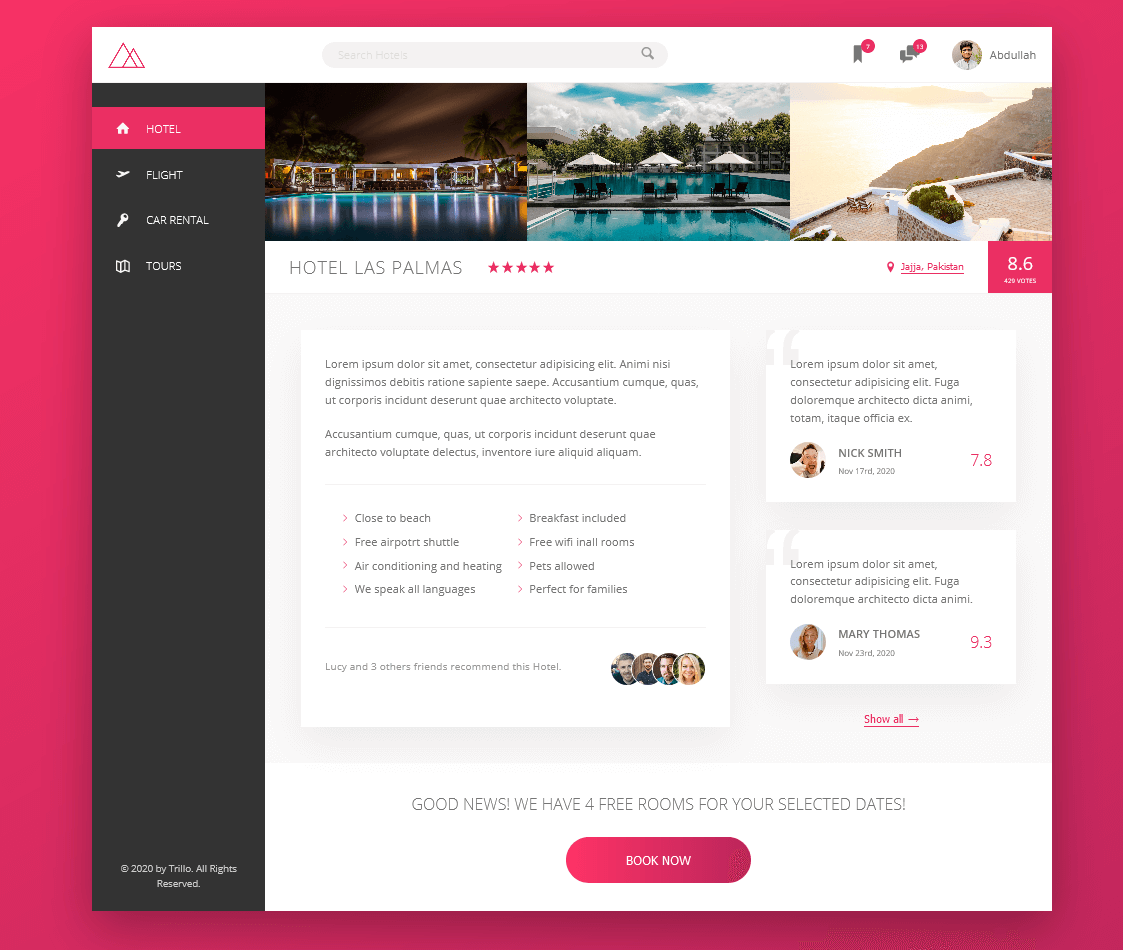 Search Hotels
7
13
Abdullah
HOTEL
FLIGHT
CAR RENTAL
TOURS
© 2020 by Trillo. All Rights
Reserved.
HOTEL LAS PALMAS
Jajja, Pakistan
8.6
429 VOTES
Lorem ipsum dolor sit amet, consectetur adipisicing elit. Animi nisi
dignissimos debitis ratione sapiente saepe. Accusantium cumque, quas,
ut corporis incidunt deserunt quae architecto voluptate.
Accusantium cumque, quas, ut corporis incidunt deserunt quae
architecto voluptate delectus, inventore iure aliquid aliquam.
Close to beach
Free airpotrt shuttle
Air conditioning and heating
We speak all languages
Breakfast included
Free wifi inall rooms
Pets allowed
Perfect for families
Lucy and 3 others friends recommend this Hotel.
“
Lorem ipsum dolor sit amet,
consectetur adipisicing elit. Fuga
doloremque architecto dicta animi,
totam, itaque officia ex.
NICK SMITH
Nov 17rd, 2020
7.8
“
Lorem ipsum dolor sit amet,
consectetur adipisicing elit. Fuga
doloremque architecto dicta animi.
MARY THOMAS
Nov 23rd, 2020
9.3
Show all →
GOOD NEWS! WE HAVE 4 FREE ROOMS FOR YOUR SELECTED DATES!
BOOK NOW